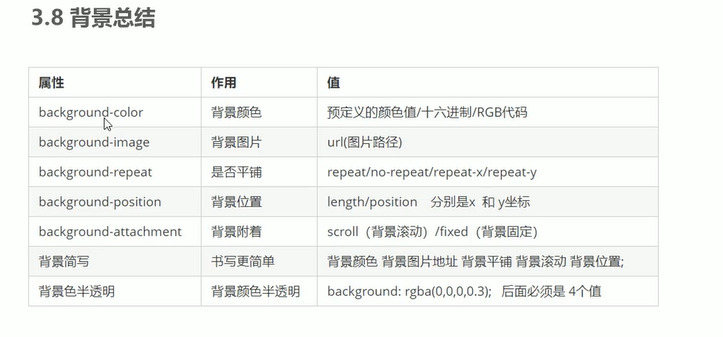 3.8 背景总结
属性 作用 值
background-color 背景颜色 预定义的颜色值/十六进制/RGB代码
background-image 背景图片 url(图片路径)
background-repeat 是否平铺 repeat/no-repeat/repeat-x/repeat-y
background-position 背景位置 length/position 分别是x 和 y坐标
background-attachment 背景附着 scroll（背景滚动）/fixed（背景固定）
背景简写 书写更简单 背景颜色 背景图片地址 背景平铺 背景滚动 背景位置;
背景色半透明 背景颜色半透明 background: rgba(0,0,0,0.3); 后面必须是 4个值